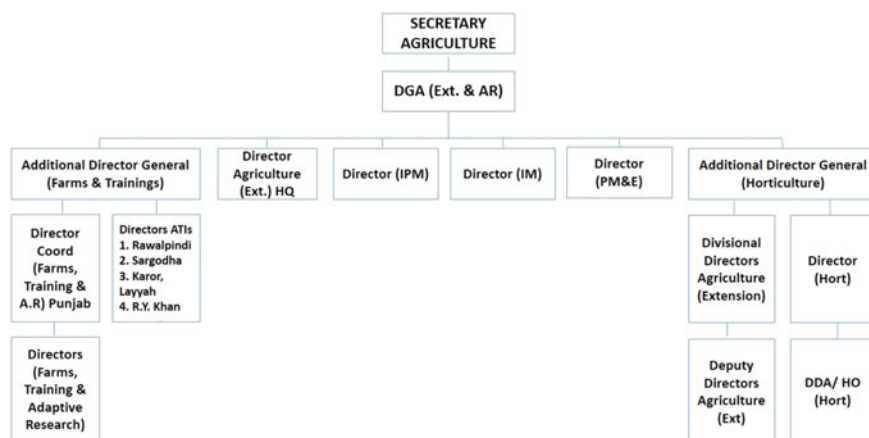 SECRETARY
AGRICULTURE
DGA (Ext. & AR)
Additional Director General
(Farms & Trainings)
Director
Agriculture
(Ext.) HQ
Director (IPM)
Director (IM)
Director
(PM&E)
Additional Director General
(Horticulture)
Director
Coord
(Farms,
Training &
A.R) Punjab
Directors ATIs
1. Rawalpindi
2. Sargodha
3. Karor,
Layyah
4. R.Y. Khan
Divisional
Directors
Agriculture
(Extension)
Director
(Hort)
Directors
(Farms,
Training &
Adaptive
Research)
Deputy
Directors
Agriculture
(Ext)
DDA/ HO
(Hort)